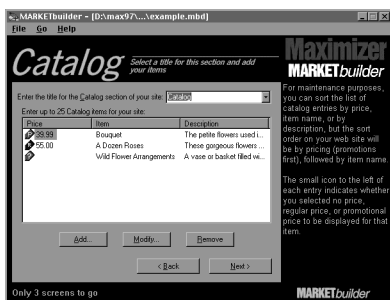 MARKETbuilder - [D:\max97\...\example.mbd]
File Go Help
Catalog
Select a title for this section and add
your items
Maximizer
MARKETbuilder
Enter the title for the Catalog section of your site: Catalog
Enter up to 25 Catalog items for your site:
Price Item Description
39.99 Bouquet The petite flowers used i...
55.00 A Dozen Roses These gorgeous flowers ...
Wild Flower Arrangements A vase or basket filled wi...
Add... Modify... Remove
< Back Next >
For maintenance purposes,
you can sort the list of
catalog entries by price,
item name, or by
description, but the sort
order on your web site will
be by pricing (promotions
first), followed by item name.
The small icon to the left of
each entry indicates whether
you selected no price,
regular price, or promotional
price to be displayed for that
item.
Only 3 screens to go
MARKETbuilder